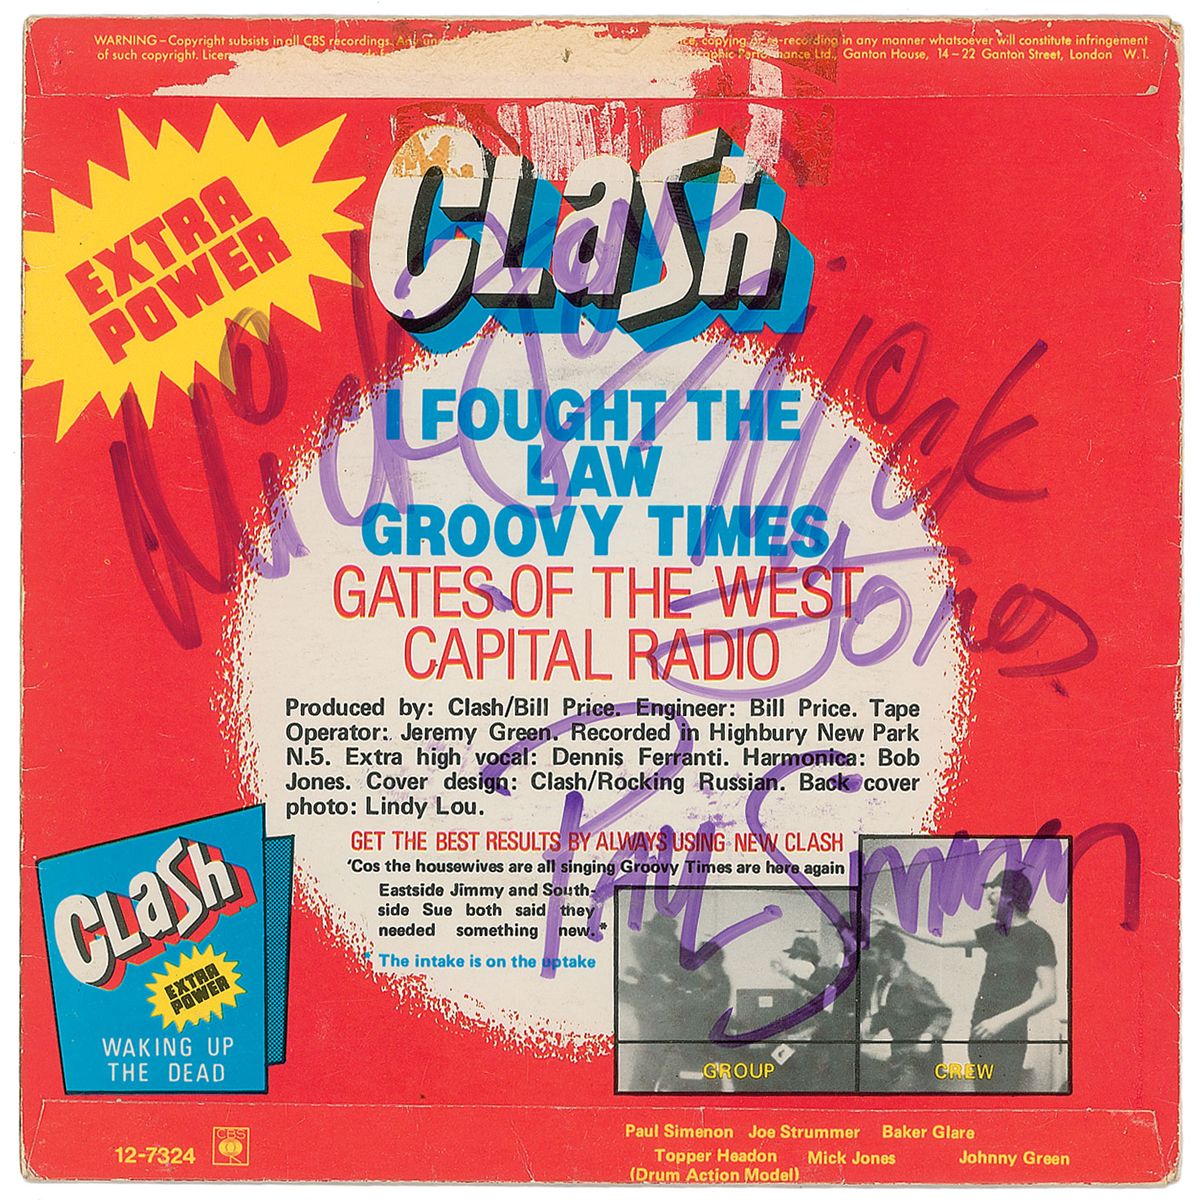 WARNING – Copyright subsists in all CBS recordings. Any un ce, copying or re-recording in any manner whatsoever will constitute infringement
of such copyright. Licen raphic Performance Ltd., Ganton House, 14 – 22 Ganton Street, London W.1.
EXTRA
POWER
CLaSh
I FOUGHT THE
LAW
GROOVY TIMES
GATES OF THE WEST
CAPITAL RADIO
Mick
Jones
Produced by: Clash/Bill Price. Engineer: Bill Price. Tape
Operator: Jeremy Green. Recorded in Highbury New Park
N.5. Extra high vocal: Dennis Ferranti. Harmonica: Bob
Jones. Cover design: Clash/Rocking Russian. Back cover
photo: Lindy Lou.
Paul Simonon
GET THE BEST RESULTS BY ALWAYS USING NEW CLASH
'Cos the housewives are all singing Groovy Times are here again
Eastside Jimmy and South-
side Sue both said they
needed something new.*
* The intake is on the uptake
CLaSh
EXTRA
POWER
WAKING UP
THE DEAD
GROUP
CREW
12-7324
CBS
Paul Simenon Joe Strummer Baker Glare
Topper Headon Mick Jones Johnny Green
(Drum Action Model)